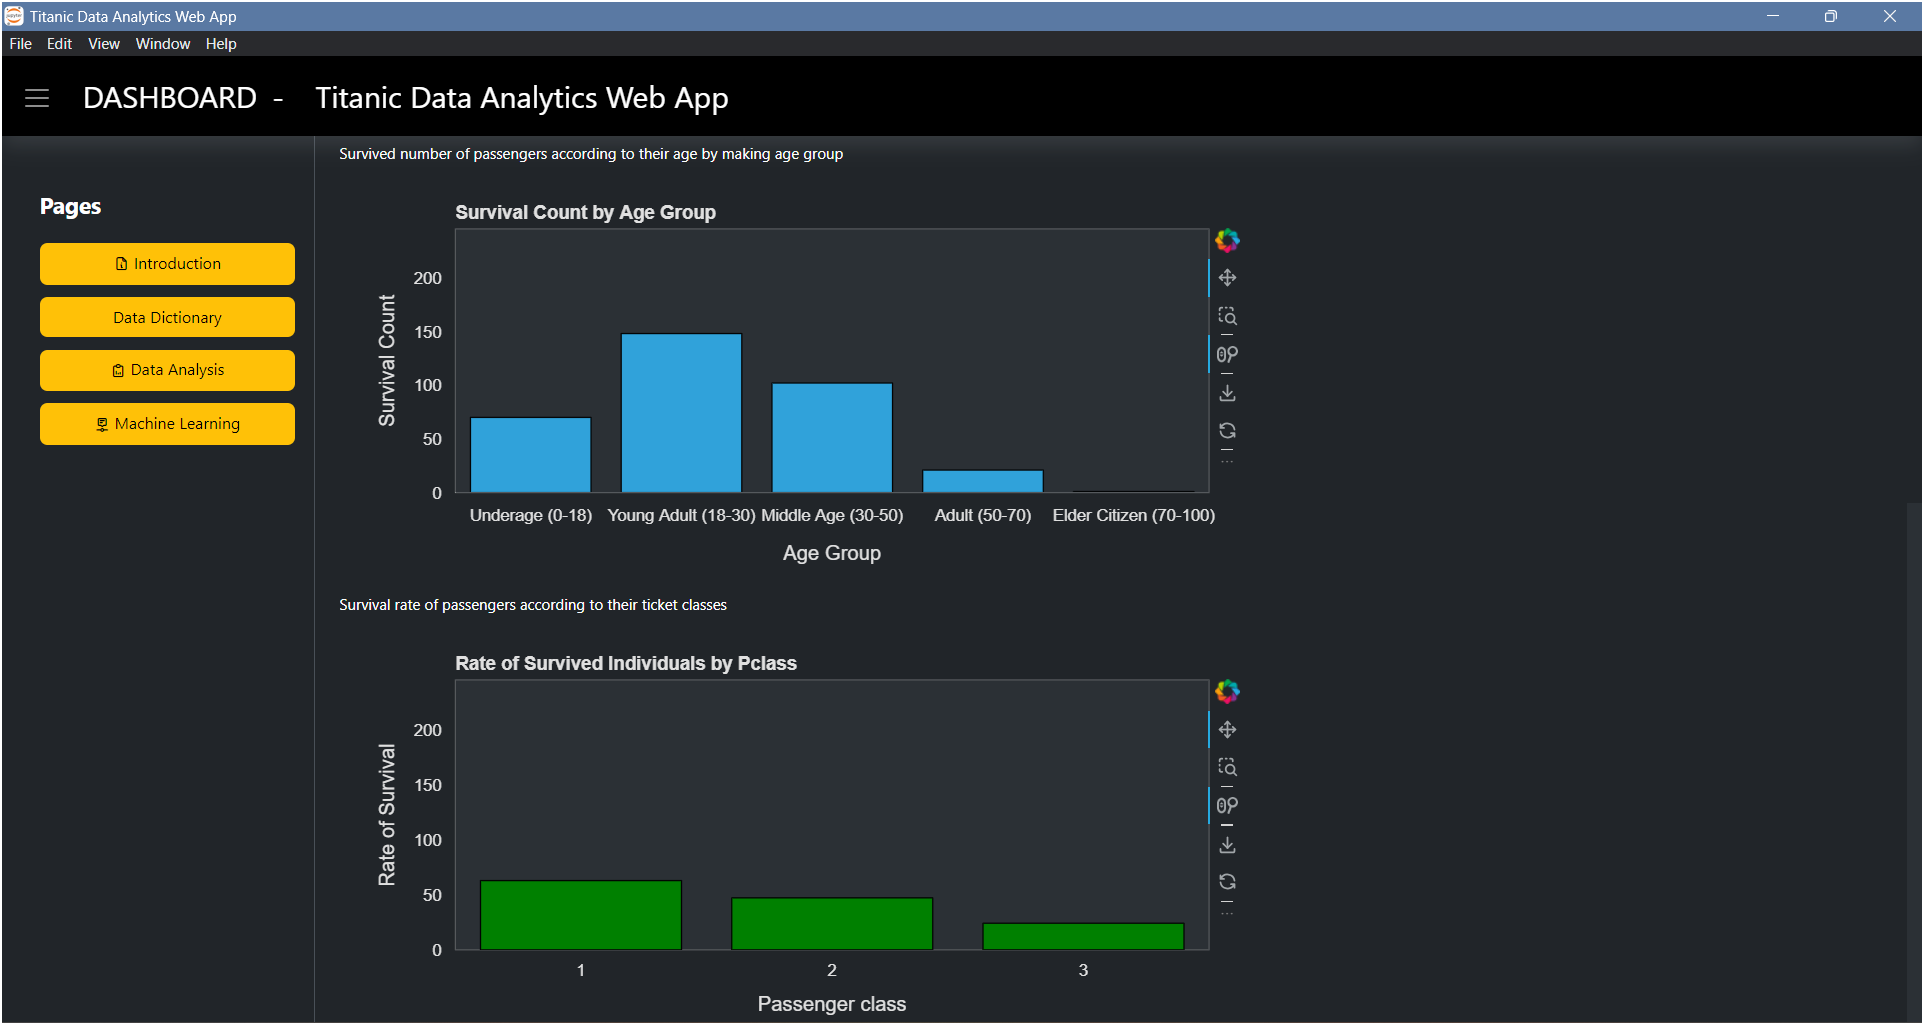 Titanic Data Analytics Web App
File Edit View Window Help
DASHBOARD - Titanic Data Analytics Web App
Pages
Introduction
Data Dictionary
Data Analysis
Machine Learning
Survived number of passengers according to their age by making age group
Survival Count by Age Group
Survival Count
200
150
100
50
0
Underage (0-18) Young Adult (18-30) Middle Age (30-50) Adult (50-70) Elder Citizen (70-100)
Age Group
Survival rate of passengers according to their ticket classes
Rate of Survived Individuals by Pclass
Rate of Survival
200
150
100
50
0
1 2 3
Passenger class